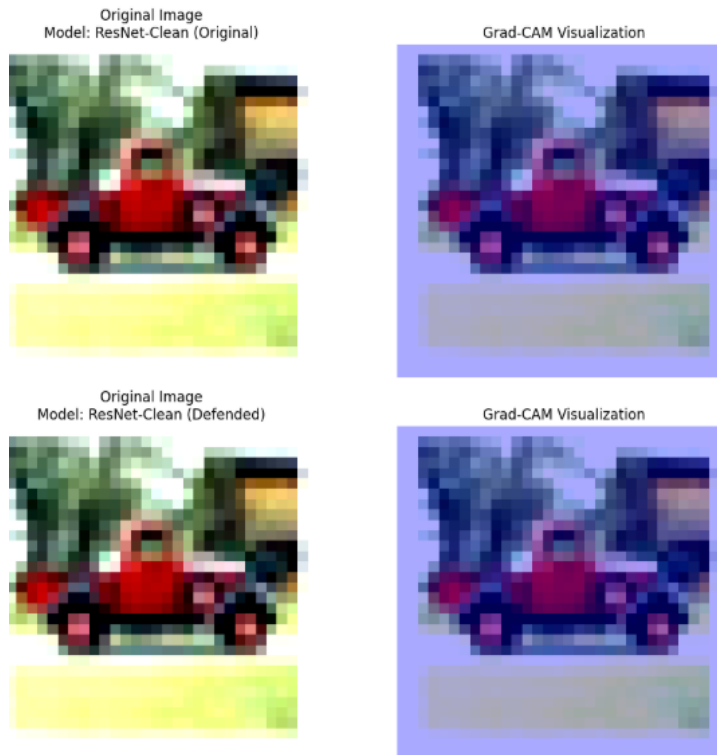 Original Image
Model: ResNet-Clean (Original)
Grad-CAM Visualization
Original Image
Model: ResNet-Clean (Defended)
Grad-CAM Visualization